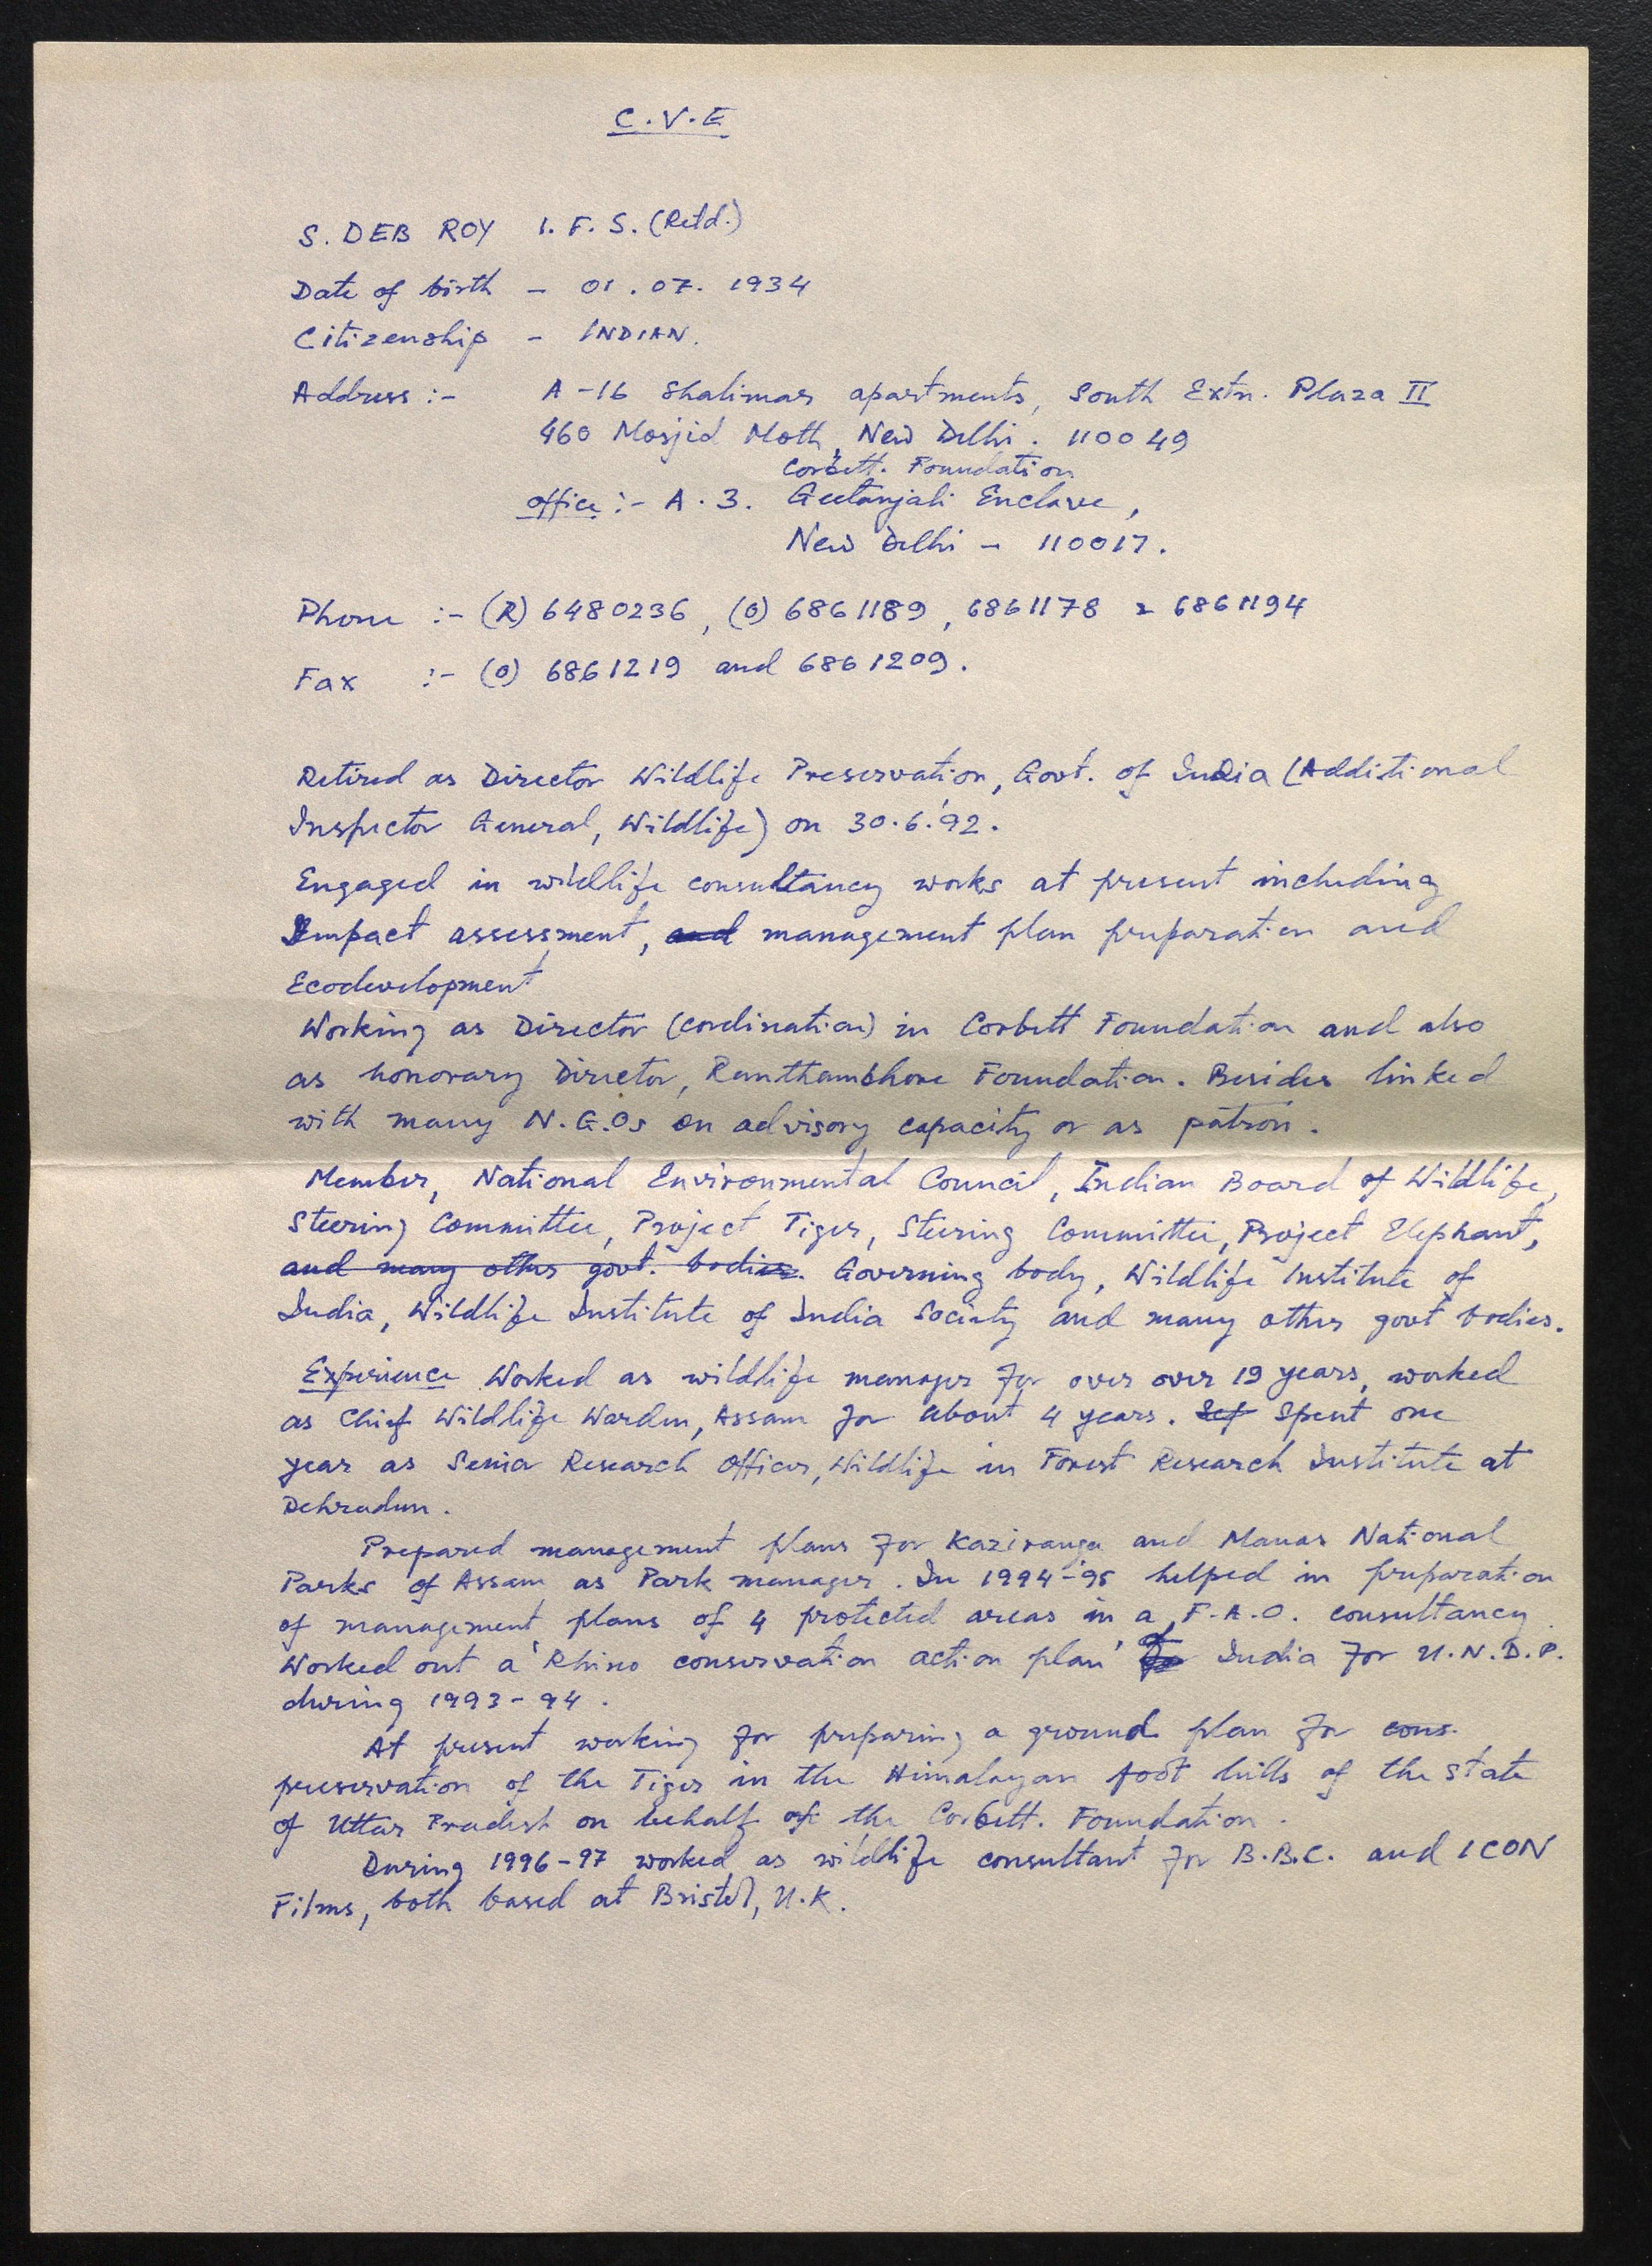 C.V.E
S. DEB ROY I.F.S. (Retd.)
Date of birth - 01.07.1934
Citizenship - INDIAN.
Address :- A-16 Shalimar apartments, South Extn. Plaza II
460 Mosjid Moth, New Delhi. 110049
Corbett. Foundation
Office :- A.3. Geetanjali Enclave,
New Delhi - 110017.
Phone :- (R) 6480236, (O) 6861189, 6861178 & 6861194
Fax :- (O) 6861219 and 6861209.
Retired as Director Wildlife Preservation, Govt. of India (Additional
Inspector General, Wildlife) on 30.6.'92.
Engaged in wildlife consultancy works at present including
Impact assessment, and management plan preparation and
Ecodevelopment
Working as Director (cordination) in Corbett Foundation and also
as honorary Director, Ranthambhore Foundation. Besides linked
with many N.G.Os on advisory capacity or as patron.
Member, National Environmental Council, Indian Board of Wildlife,
Steering Committee, Project Tiger, Steering Committee, Project Elephant,
and many other govt. bodies. Governing body, Wildlife Institute of
India, Wildlife Institute of India Society and many other govt bodies.
Experience Worked as wildlife manager for over over 19 years, worked
as Chief Wildlife Warden, Assam for about 4 years. Spent one
year as Senior Research Officer, Wildlife in Forest Research Institute at
Dehradun.
Prepared management plans for Kaziranga and Manas National
Parks of Assam as Park manager. In 1994-95 helped in preparation
of management plans of 4 protected areas in a F.A.O. consultancy
Worked out a 'Rhino conservation action plan' of India for U.N.D.P.
during 1993-94.
At present working for preparing a ground plan for cons.
preservation of the Tiger in the Himalayan foot hills of the state
of Uttar Pradesh on behalf of the Corbett. Foundation.
During 1996-97 worked as wildlife consultant for B.B.C. and ICON
Films, both based at Bristol, U.K.